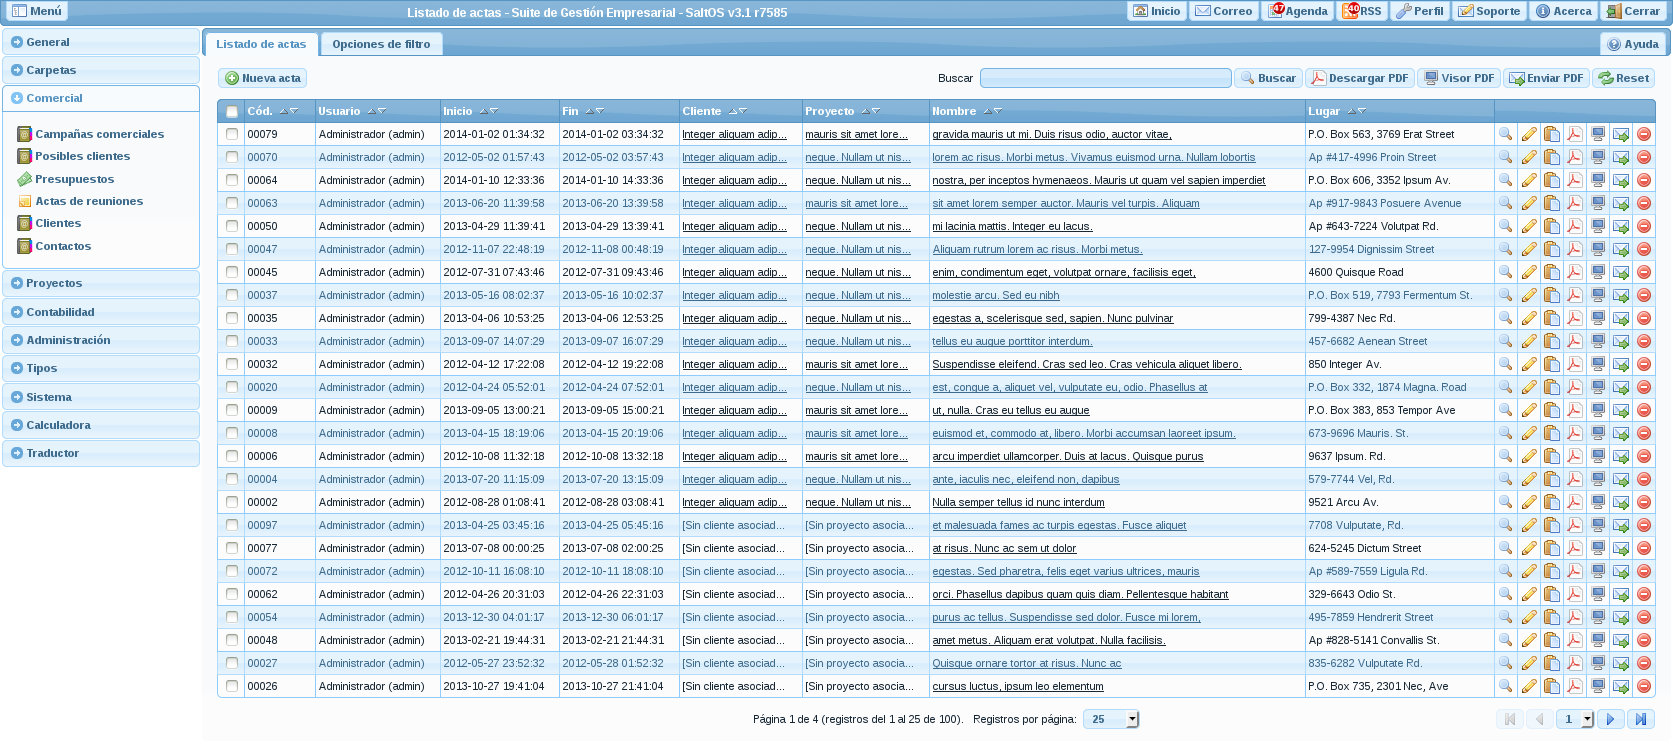 Menú Listado de actas - Suite de Gestión Empresarial - SaltOS v3.1 r7585 Inicio Correo 47 Agenda 40 RSS Perfil Soporte Acerca Cerrar
General
Carpetas
Comercial
Campañas comerciales
Posibles clientes
Presupuestos
Actas de reuniones
Clientes
Contactos
Proyectos
Contabilidad
Administración
Tipos
Sistema
Calculadora
Traductor
Listado de actas Opciones de filtro Ayuda
Nueva acta Buscar Buscar Descargar PDF Visor PDF Enviar PDF Reset
Cód. Usuario Inicio Fin Cliente Proyecto Nombre Lugar
00079 Administrador (admin) 2014-01-02 01:34:32 2014-01-02 03:34:32 Integer aliquam adip... mauris sit amet lore... gravida mauris ut mi. Duis risus odio, auctor vitae, P.O. Box 563, 3769 Erat Street
00070 Administrador (admin) 2012-05-02 01:57:43 2012-05-02 03:57:43 Integer aliquam adip... neque. Nullam ut nis... lorem ac risus. Morbi metus. Vivamus euismod urna. Nullam lobortis Ap #417-4996 Proin Street
00064 Administrador (admin) 2014-01-10 12:33:36 2014-01-10 14:33:36 Integer aliquam adip... neque. Nullam ut nis... nostra, per inceptos hymenaeos. Mauris ut quam vel sapien imperdiet P.O. Box 606, 3352 Ipsum Av.
00063 Administrador (admin) 2013-06-20 11:39:58 2013-06-20 13:39:58 Integer aliquam adip... mauris sit amet lore... sit amet lorem semper auctor. Mauris vel turpis. Aliquam Ap #917-9843 Posuere Avenue
00050 Administrador (admin) 2013-04-29 11:39:41 2013-04-29 13:39:41 Integer aliquam adip... neque. Nullam ut nis... mi lacinia mattis. Integer eu lacus. Ap #643-7224 Volutpat Rd.
00047 Administrador (admin) 2012-11-07 22:48:19 2012-11-08 00:48:19 Integer aliquam adip... neque. Nullam ut nis... Aliquam rutrum lorem ac risus. Morbi metus. 127-9954 Dignissim Street
00045 Administrador (admin) 2012-07-31 07:43:46 2012-07-31 09:43:46 Integer aliquam adip... neque. Nullam ut nis... enim, condimentum eget, volutpat ornare, facilisis eget, 4600 Quisque Road
00037 Administrador (admin) 2013-05-16 08:02:37 2013-05-16 10:02:37 Integer aliquam adip... neque. Nullam ut nis... molestie arcu. Sed eu nibh P.O. Box 519, 7793 Fermentum St.
00035 Administrador (admin) 2013-04-06 10:53:25 2013-04-06 12:53:25 Integer aliquam adip... neque. Nullam ut nis... egestas a, scelerisque sed, sapien. Nunc pulvinar 799-4387 Nec Rd.
00033 Administrador (admin) 2013-09-07 14:07:29 2013-09-07 16:07:29 Integer aliquam adip... neque. Nullam ut nis... tellus eu augue porttitor interdum. 457-6682 Aenean Street
00032 Administrador (admin) 2012-04-12 17:22:08 2012-04-12 19:22:08 Integer aliquam adip... mauris sit amet lore... Suspendisse eleifend. Cras sed leo. Cras vehicula aliquet libero. 850 Integer Av.
00020 Administrador (admin) 2012-04-24 05:52:01 2012-04-24 07:52:01 Integer aliquam adip... neque. Nullam ut nis... est, congue a, aliquet vel, vulputate eu, odio. Phasellus at P.O. Box 332, 1874 Magna. Road
00009 Administrador (admin) 2013-09-05 13:00:21 2013-09-05 15:00:21 Integer aliquam adip... mauris sit amet lore... ut, nulla. Cras eu tellus eu augue P.O. Box 383, 853 Tempor Ave
00008 Administrador (admin) 2013-04-15 18:19:06 2013-04-15 20:19:06 Integer aliquam adip... mauris sit amet lore... euismod et, commodo at, libero. Morbi accumsan laoreet ipsum. 673-9696 Mauris. St.
00006 Administrador (admin) 2012-10-08 11:32:18 2012-10-08 13:32:18 Integer aliquam adip... mauris sit amet lore... arcu imperdiet ullamcorper. Duis at lacus. Quisque purus 9637 Ipsum. Rd.
00004 Administrador (admin) 2013-07-20 11:15:09 2013-07-20 13:15:09 Integer aliquam adip... neque. Nullam ut nis... ante, iaculis nec, eleifend non, dapibus 579-7744 Vel, Rd.
00002 Administrador (admin) 2012-08-28 01:08:41 2012-08-28 03:08:41 Integer aliquam adip... neque. Nullam ut nis... Nulla semper tellus id nunc interdum 9521 Arcu Av.
00097 Administrador (admin) 2013-04-25 03:45:16 2013-04-25 05:45:16 [Sin cliente asociad... [Sin proyecto asocia... et malesuada fames ac turpis egestas. Fusce aliquet 7708 Vulputate, Rd.
00077 Administrador (admin) 2013-07-08 00:00:25 2013-07-08 02:00:25 [Sin cliente asociad... [Sin proyecto asocia... at risus. Nunc ac sem ut dolor 624-5245 Dictum Street
00072 Administrador (admin) 2012-10-11 16:08:10 2012-10-11 18:08:10 [Sin cliente asociad... [Sin proyecto asocia... egestas. Sed pharetra, felis eget varius ultrices, mauris Ap #589-7559 Ligula Rd.
00062 Administrador (admin) 2012-04-26 20:31:03 2012-04-26 22:31:03 [Sin cliente asociad... [Sin proyecto asocia... orci. Phasellus dapibus quam quis diam. Pellentesque habitant 329-6643 Odio St.
00054 Administrador (admin) 2013-12-30 04:01:17 2013-12-30 06:01:17 [Sin cliente asociad... [Sin proyecto asocia... purus ac tellus. Suspendisse sed dolor. Fusce mi lorem, 495-7859 Hendrerit Street
00048 Administrador (admin) 2013-02-21 19:44:31 2013-02-21 21:44:31 [Sin cliente asociad... [Sin proyecto asocia... amet metus. Aliquam erat volutpat. Nulla facilisis. Ap #828-5141 Convallis St.
00027 Administrador (admin) 2012-05-27 23:52:32 2012-05-28 01:52:32 [Sin cliente asociad... [Sin proyecto asocia... Quisque ornare tortor at risus. Nunc ac 835-6282 Vulputate Rd.
00026 Administrador (admin) 2013-10-27 19:41:04 2013-10-27 21:41:04 [Sin cliente asociad... [Sin proyecto asocia... cursus luctus, ipsum leo elementum P.O. Box 735, 2301 Nec, Ave
Página 1 de 4 (registros del 1 al 25 de 100). Registros por página: 25 1